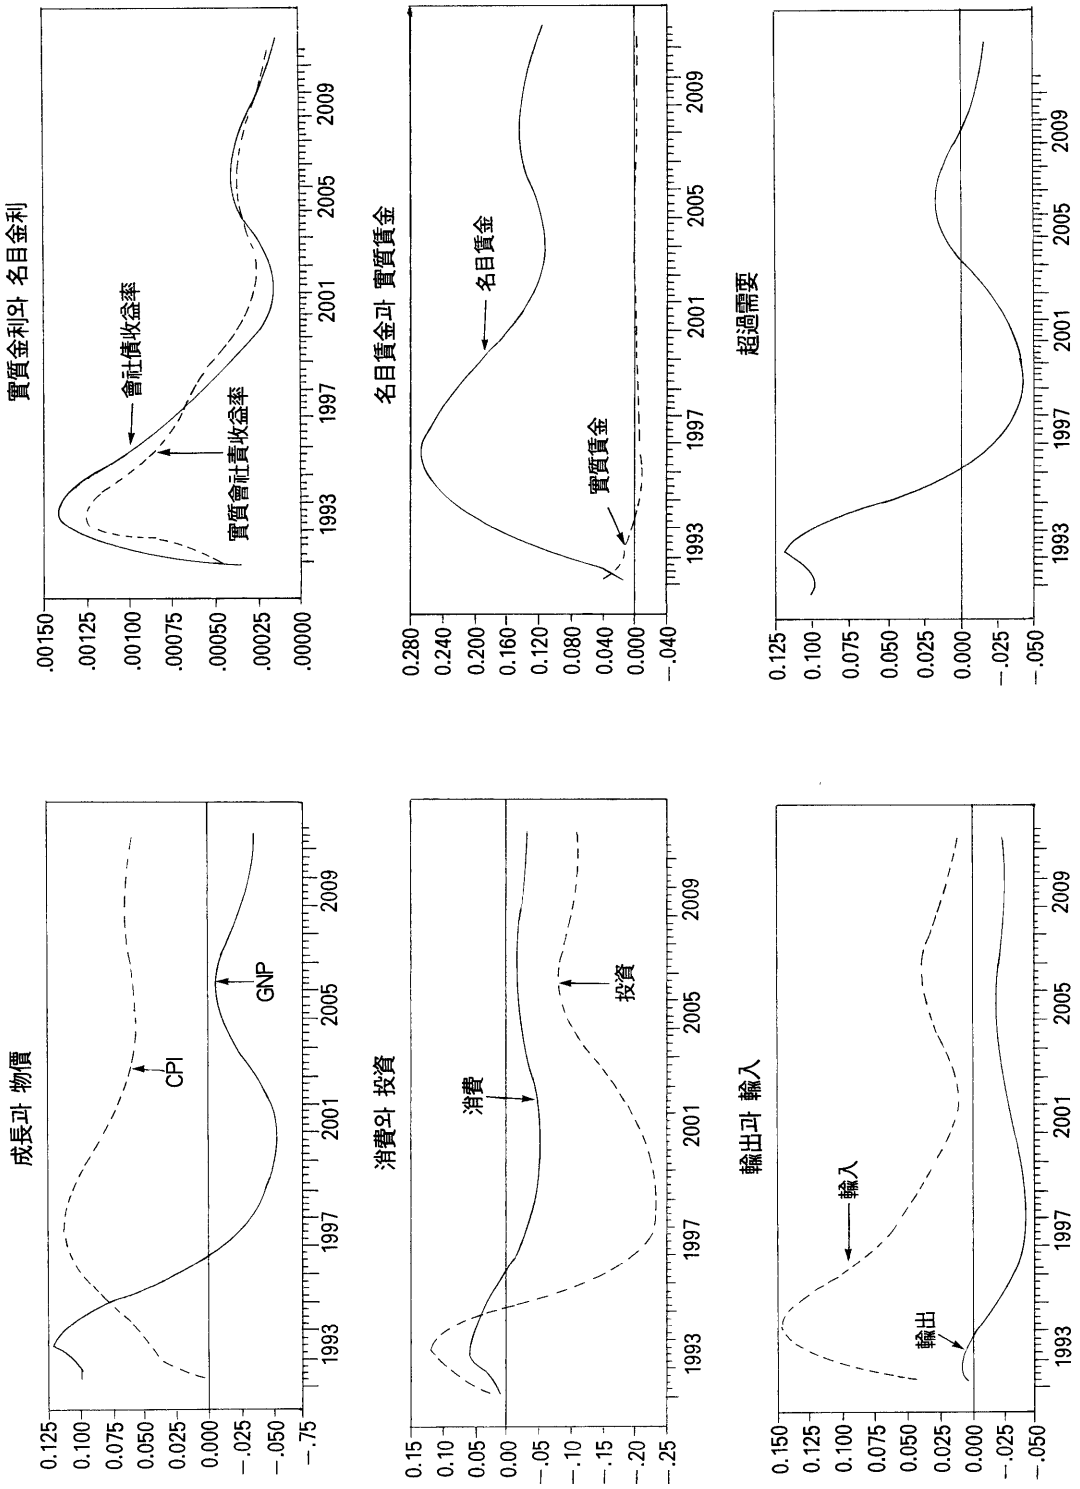 成長과 物價
0.125
0.100
0.075
0.050
0.025
0.000
−.025
−.050
−.75
CPI
GNP
1993 1997 2001 2005 2009
實質金利와 名目金利
.00150
.00125
.00100
.00075
.00050
.00025
.00000
會社債收益率
實質會社責收益率
1993 1997 2001 2005 2009
消費와 投資
0.15
0.10
0.05
0.00
−.05
−.10
−.15
−.20
−.25
消費
投資
1993 1997 2001 2005 2009
名目賃金과 實質賃金
0.280
0.240
0.200
0.160
0.120
0.080
0.040
0.000
−.040
名目賃金
實質賃金
1993 1997 2001 2005 2009
輸出과 輸入
0.150
0.125
0.100
0.075
0.050
0.025
0.000
−.025
−.050
輸入
輸出
1993 1997 2001 2005 2009
超過需要
0.125
0.100
0.075
0.050
0.025
0.000
−.025
−.050
1993 1997 2001 2005 2009